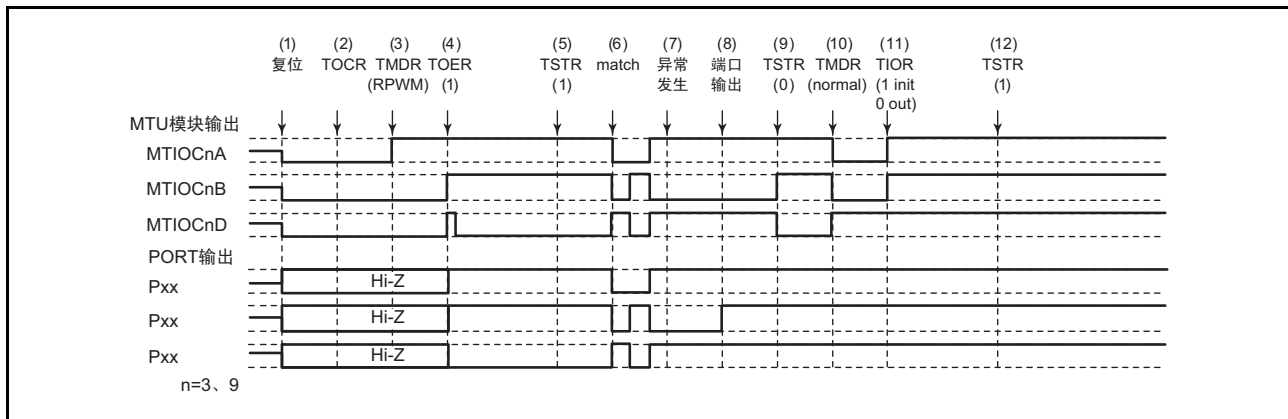 (1) (2) (3) (4) (5) (6) (7) (8) (9) (10) (11) (12)
复位 TOCR TMDR TOER TSTR match 异常 端口 TSTR TMDR TIOR TSTR
(RPWM) (1) (1) 发生 输出 (0) (normal) (1 init (1)
0 out)
MTU模块输出
MTIOCnA
MTIOCnB
MTIOCnD
PORT输出
Pxx Hi-Z
Pxx Hi-Z
Pxx Hi-Z
n=3、9